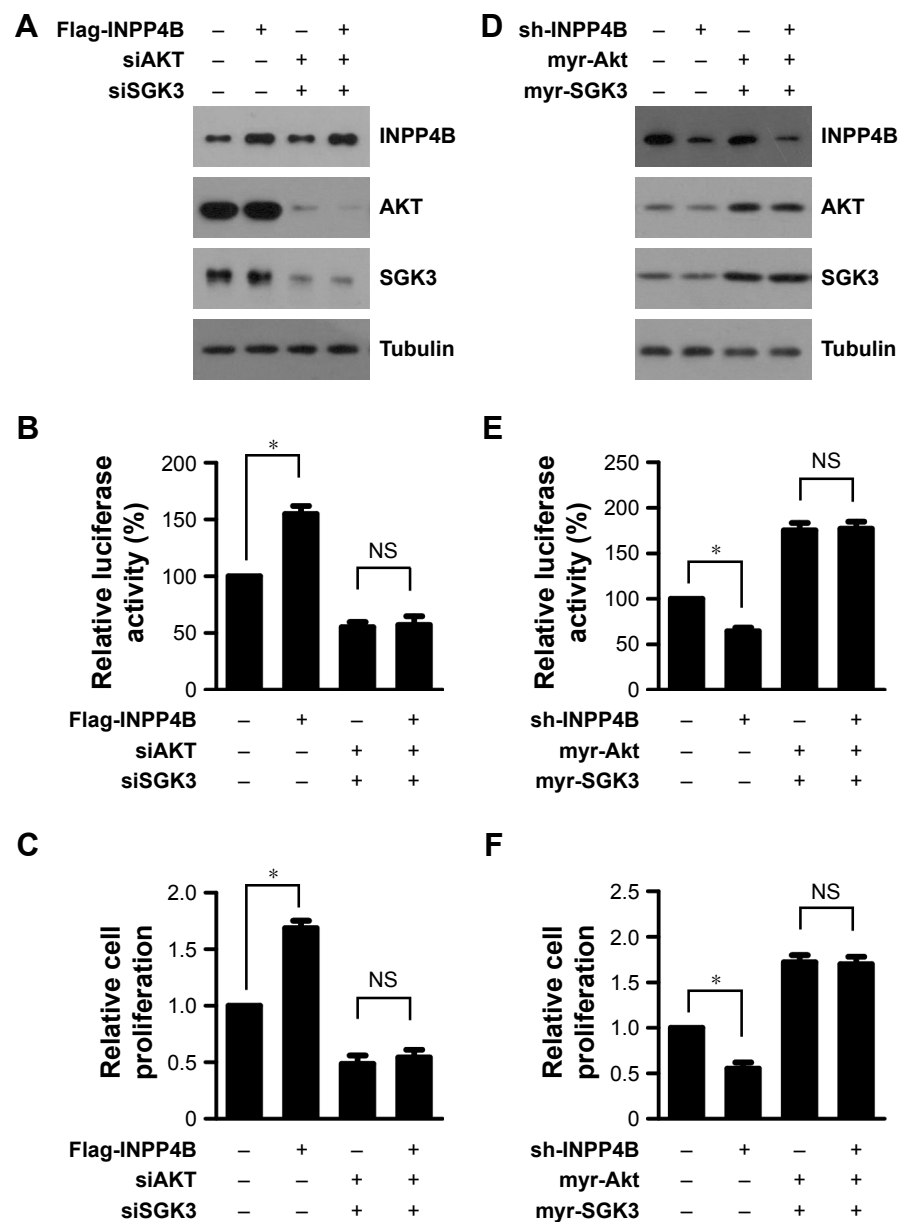 A
Flag-INPP4B – + – +
siAKT – – + +
siSGK3 – – + +
INPP4B
AKT
SGK3
Tubulin
D
sh-INPP4B – + – +
myr-Akt – – + +
myr-SGK3 – – + +
INPP4B
AKT
SGK3
Tubulin
B
Relative luciferase
activity (%)
200
150
100
50
0
*
NS
Flag-INPP4B – + – +
siAKT – – + +
siSGK3 – – + +
E
Relative luciferase
activity (%)
250
200
150
100
50
0
*
NS
sh-INPP4B – + – +
myr-Akt – – + +
myr-SGK3 – – + +
C
Relative cell
proliferation
2.0
1.5
1.0
0.5
0
*
NS
Flag-INPP4B – + – +
siAKT – – + +
siSGK3 – – + +
F
Relative cell
proliferation
2.5
2.0
1.5
1.0
0.5
0
*
NS
sh-INPP4B – + – +
myr-Akt – – + +
myr-SGK3 – – + +